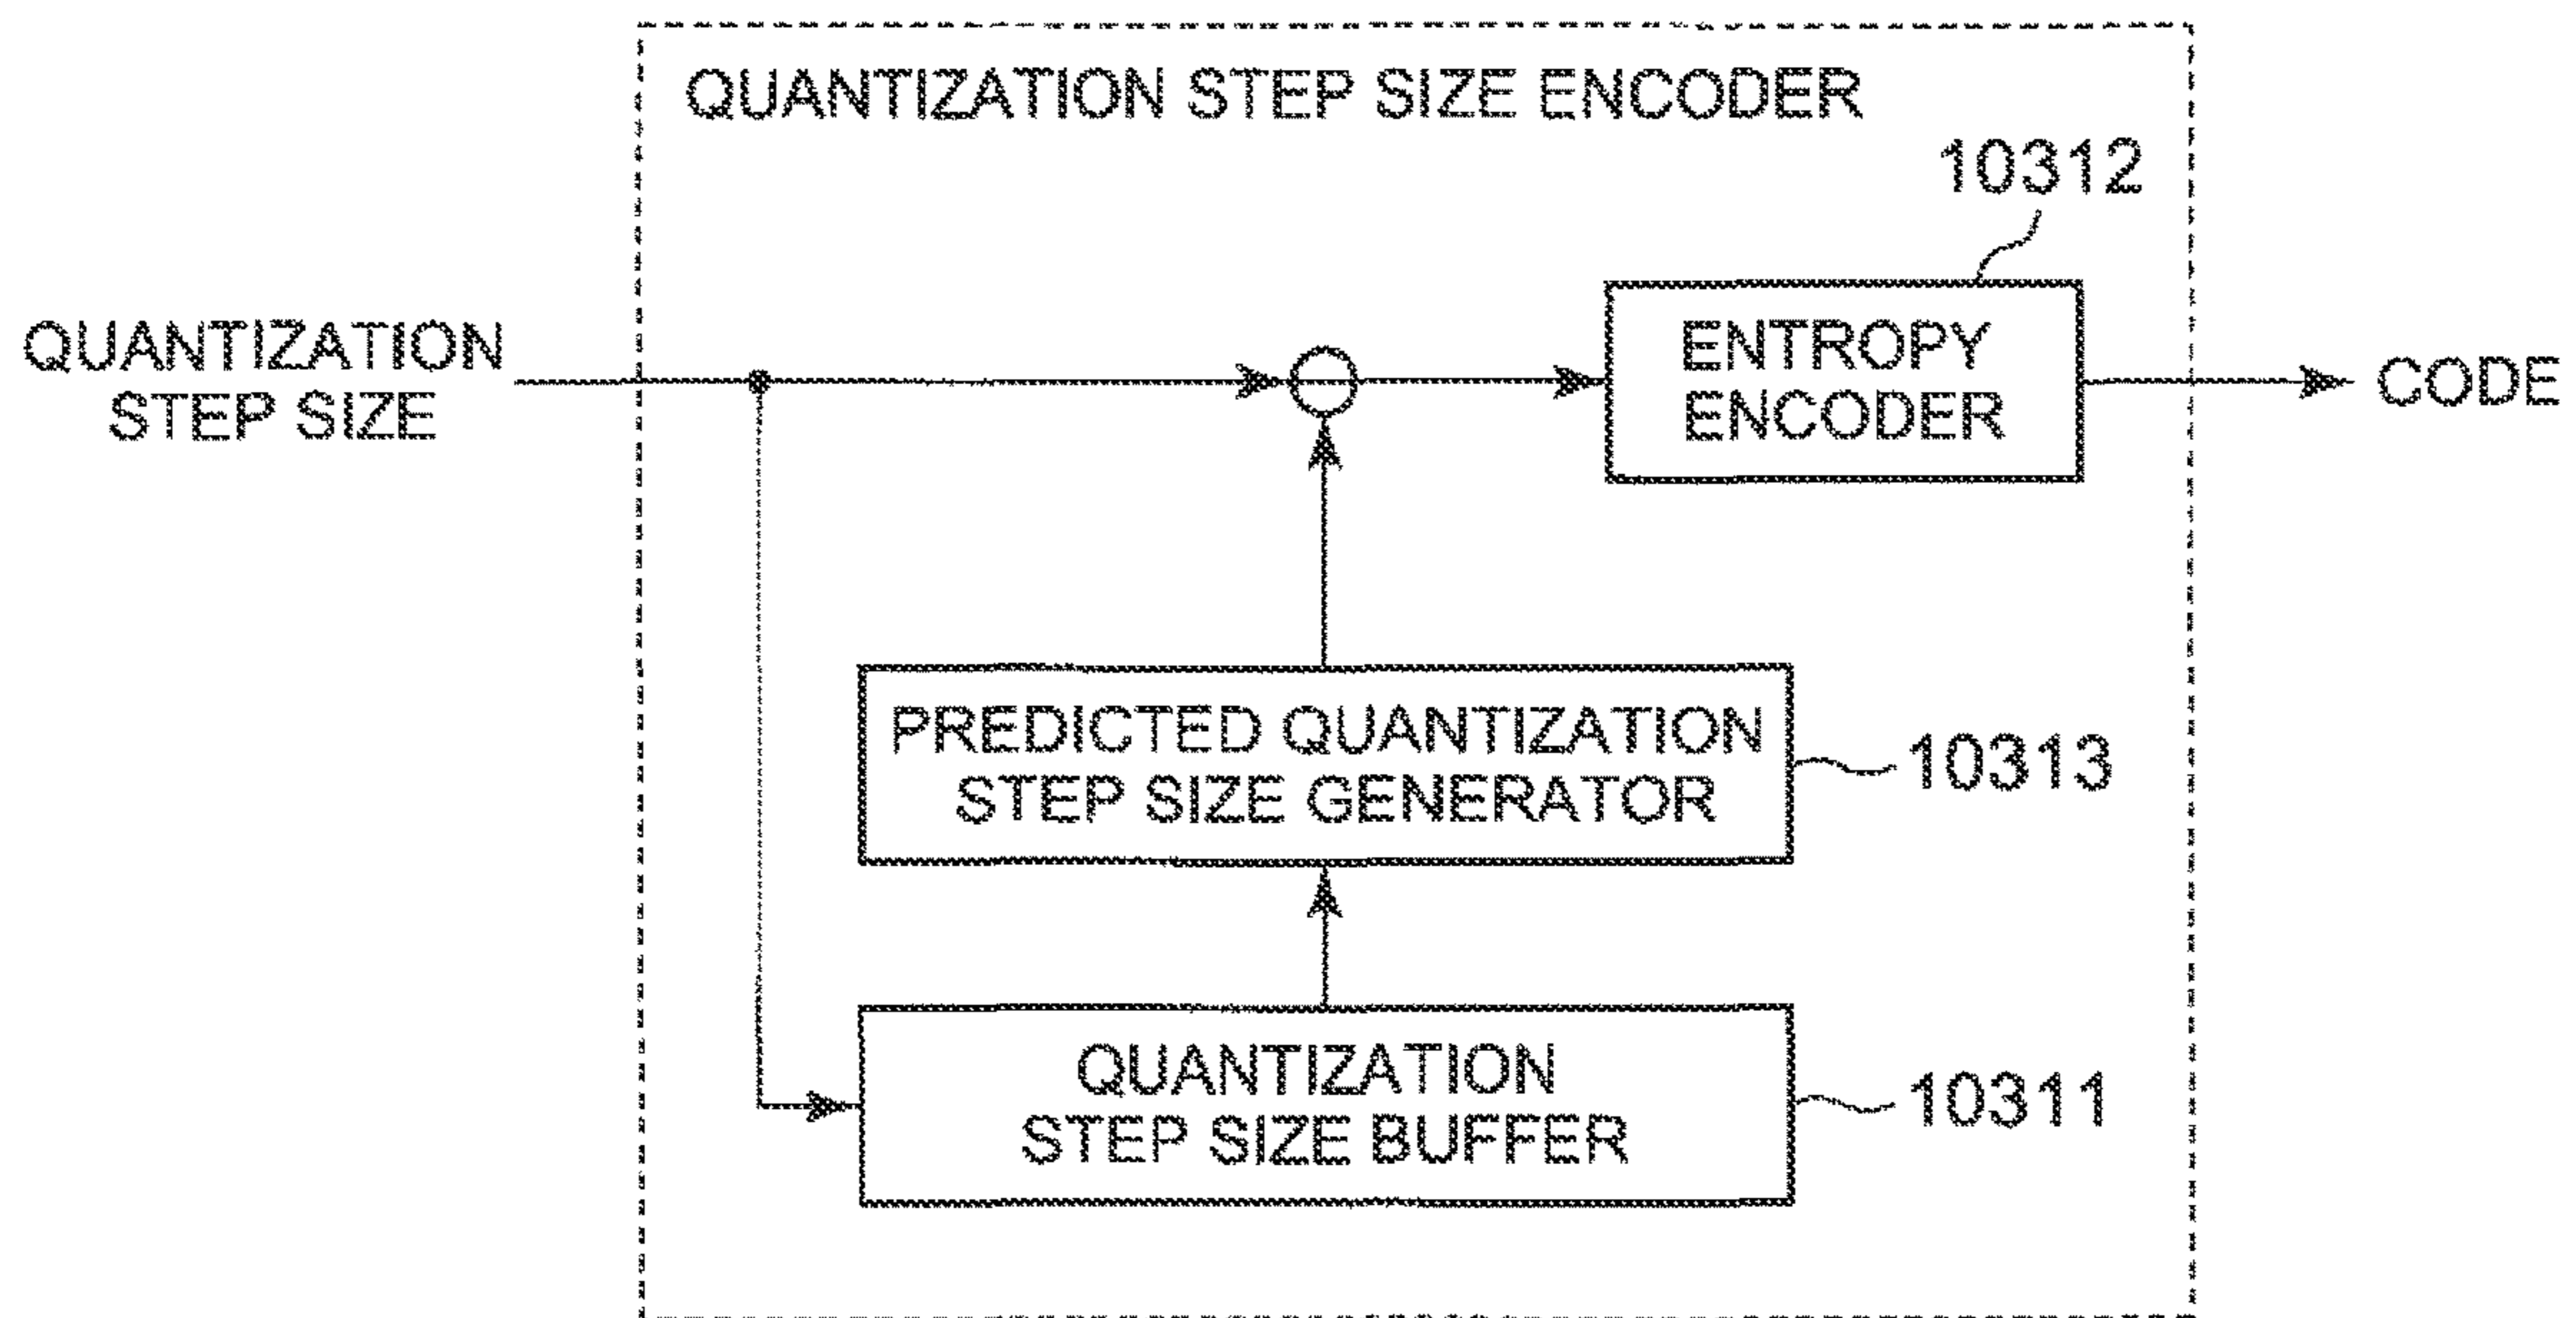 QUANTIZATION STEP SIZE ENCODER
10312
QUANTIZATION
STEP SIZE
ENTROPY
ENCODER
CODE
PREDICTED QUANTIZATION
STEP SIZE GENERATOR
10313
QUANTIZATION
STEP SIZE BUFFER
10311